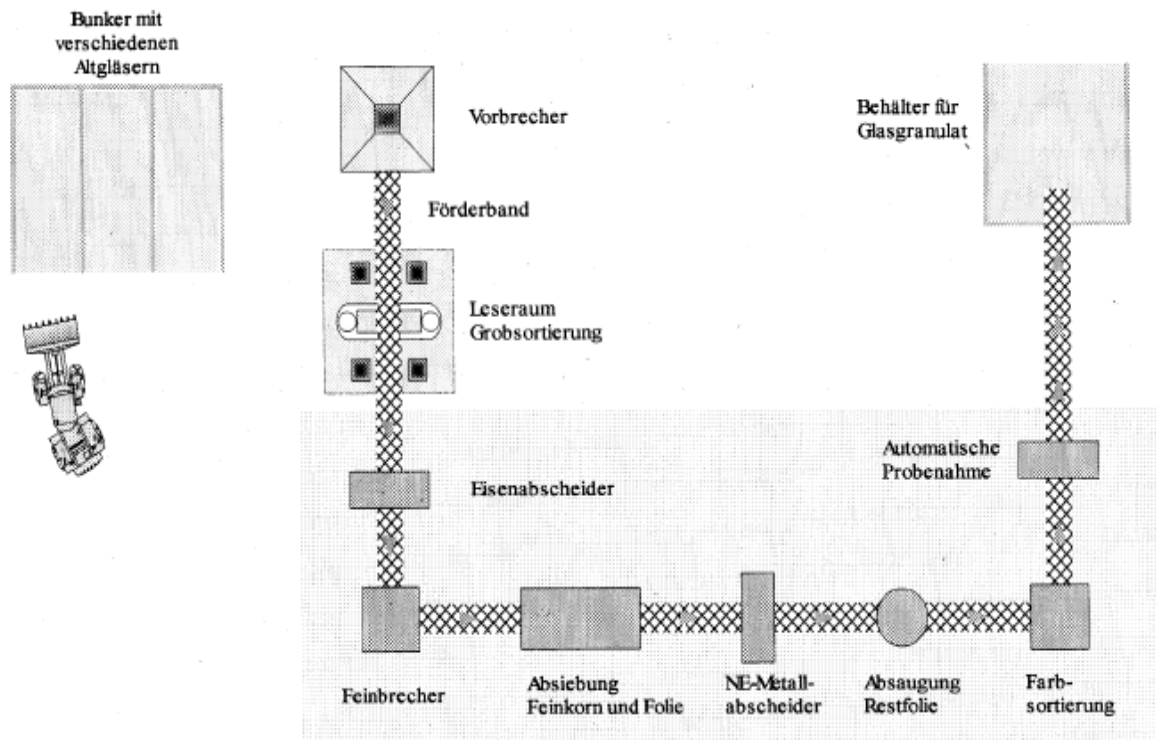 Bunker mit
verschiedenen
Altgläsern
Vorbrecher
Behälter für
Glasgranulat
Förderband
Leseraum
Grobsortierung
Automatische
Probenahme
Eisenabscheider
Feinbrecher
Absiebung
Feinkorn und Folie
NE-Metall-
abscheider
Absaugung
Restfolie
Farb-
sortierung